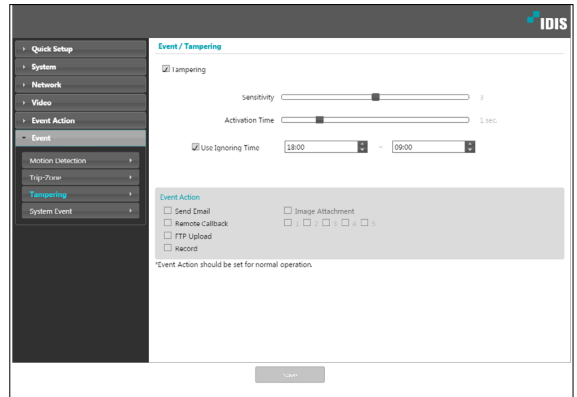 IDIS
Quick Setup
System
Network
Video
Event Action
Event
Motion Detection
Trip-Zone
Tampering
System Event
Event / Tampering
Tampering
Sensitivity
Activation Time 1 sec.
Use Ignoring Time 18:00 ~ 09:00
Event Action
Send Email Image Attachment
Remote Callback 1 2 3 4 5
FTP Upload
Record
*Event Action should be set for normal operation.
Save